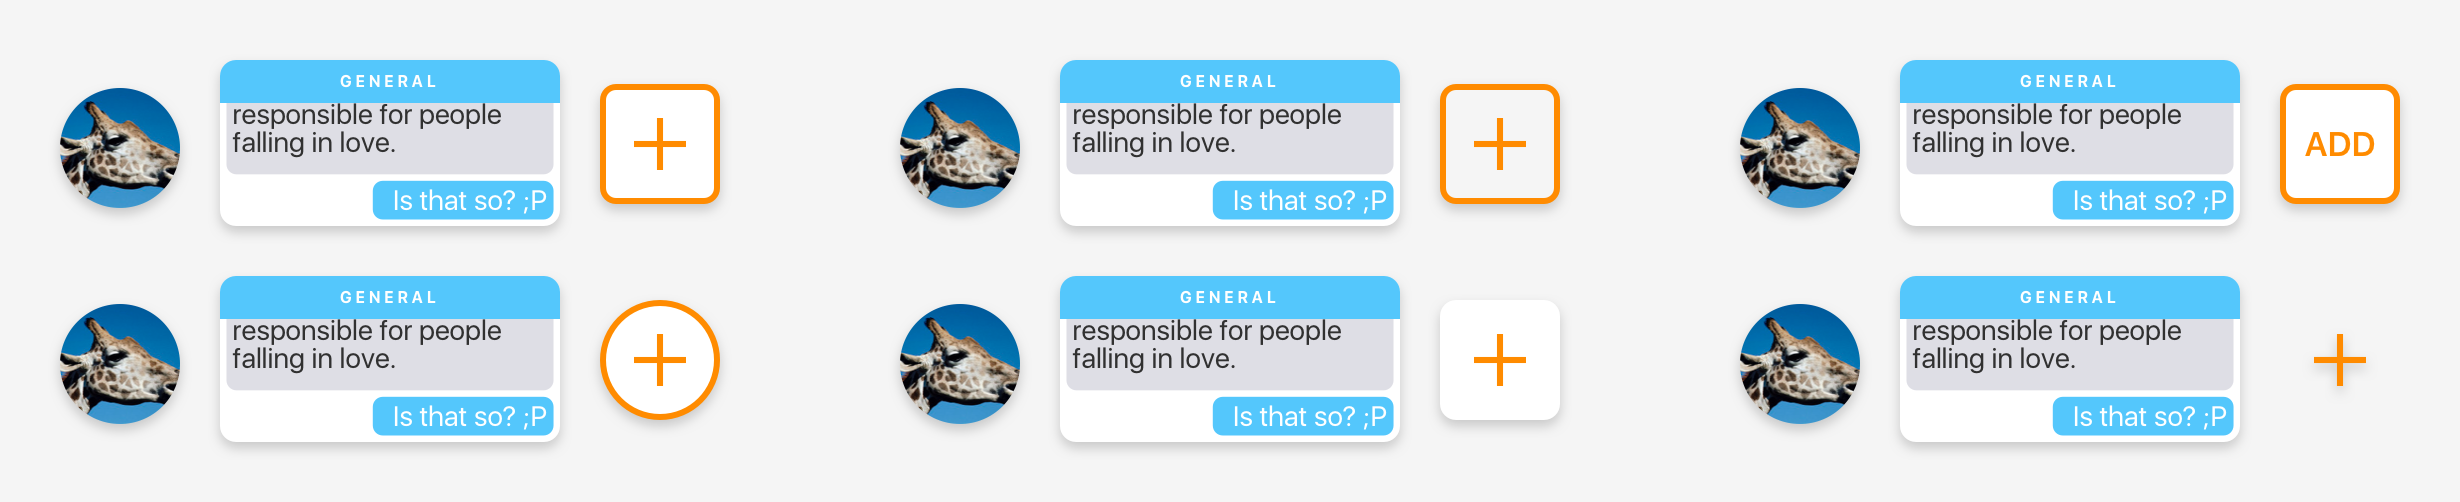 GENERAL
responsible for people
falling in love.
Is that so? ;P
GENERAL
responsible for people
falling in love.
Is that so? ;P
GENERAL
responsible for people
falling in love.
Is that so? ;P
ADD
GENERAL
responsible for people
falling in love.
Is that so? ;P
GENERAL
responsible for people
falling in love.
Is that so? ;P
GENERAL
responsible for people
falling in love.
Is that so? ;P